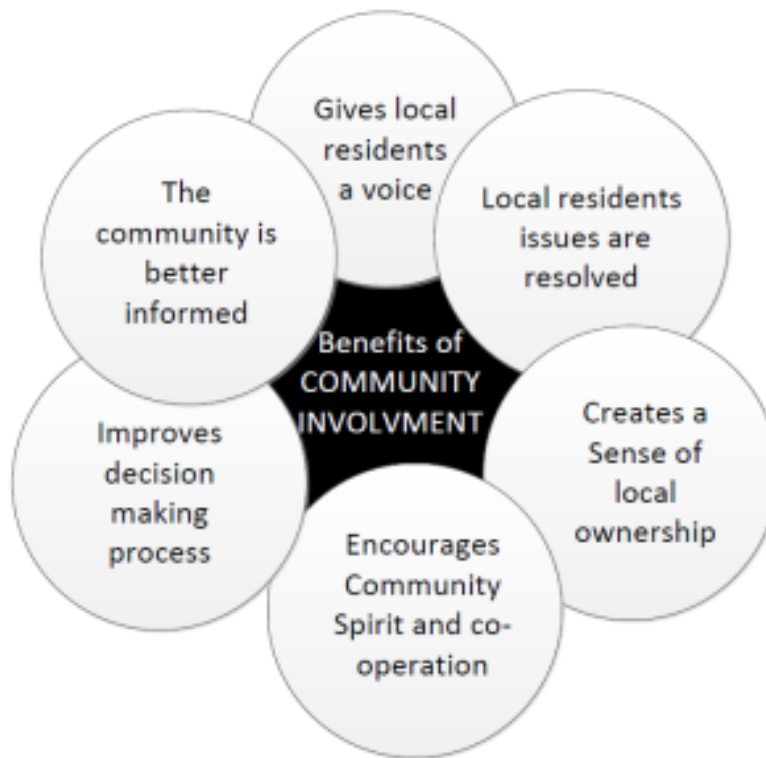 Gives local
residents
a voice
Local residents
issues are
resolved
Creates a
Sense of
local
ownership
Encourages
Community
Spirit and co-
operation
Improves
decision
making
process
The
community is
better
informed
Benefits of
COMMUNITY
INVOLVMENT